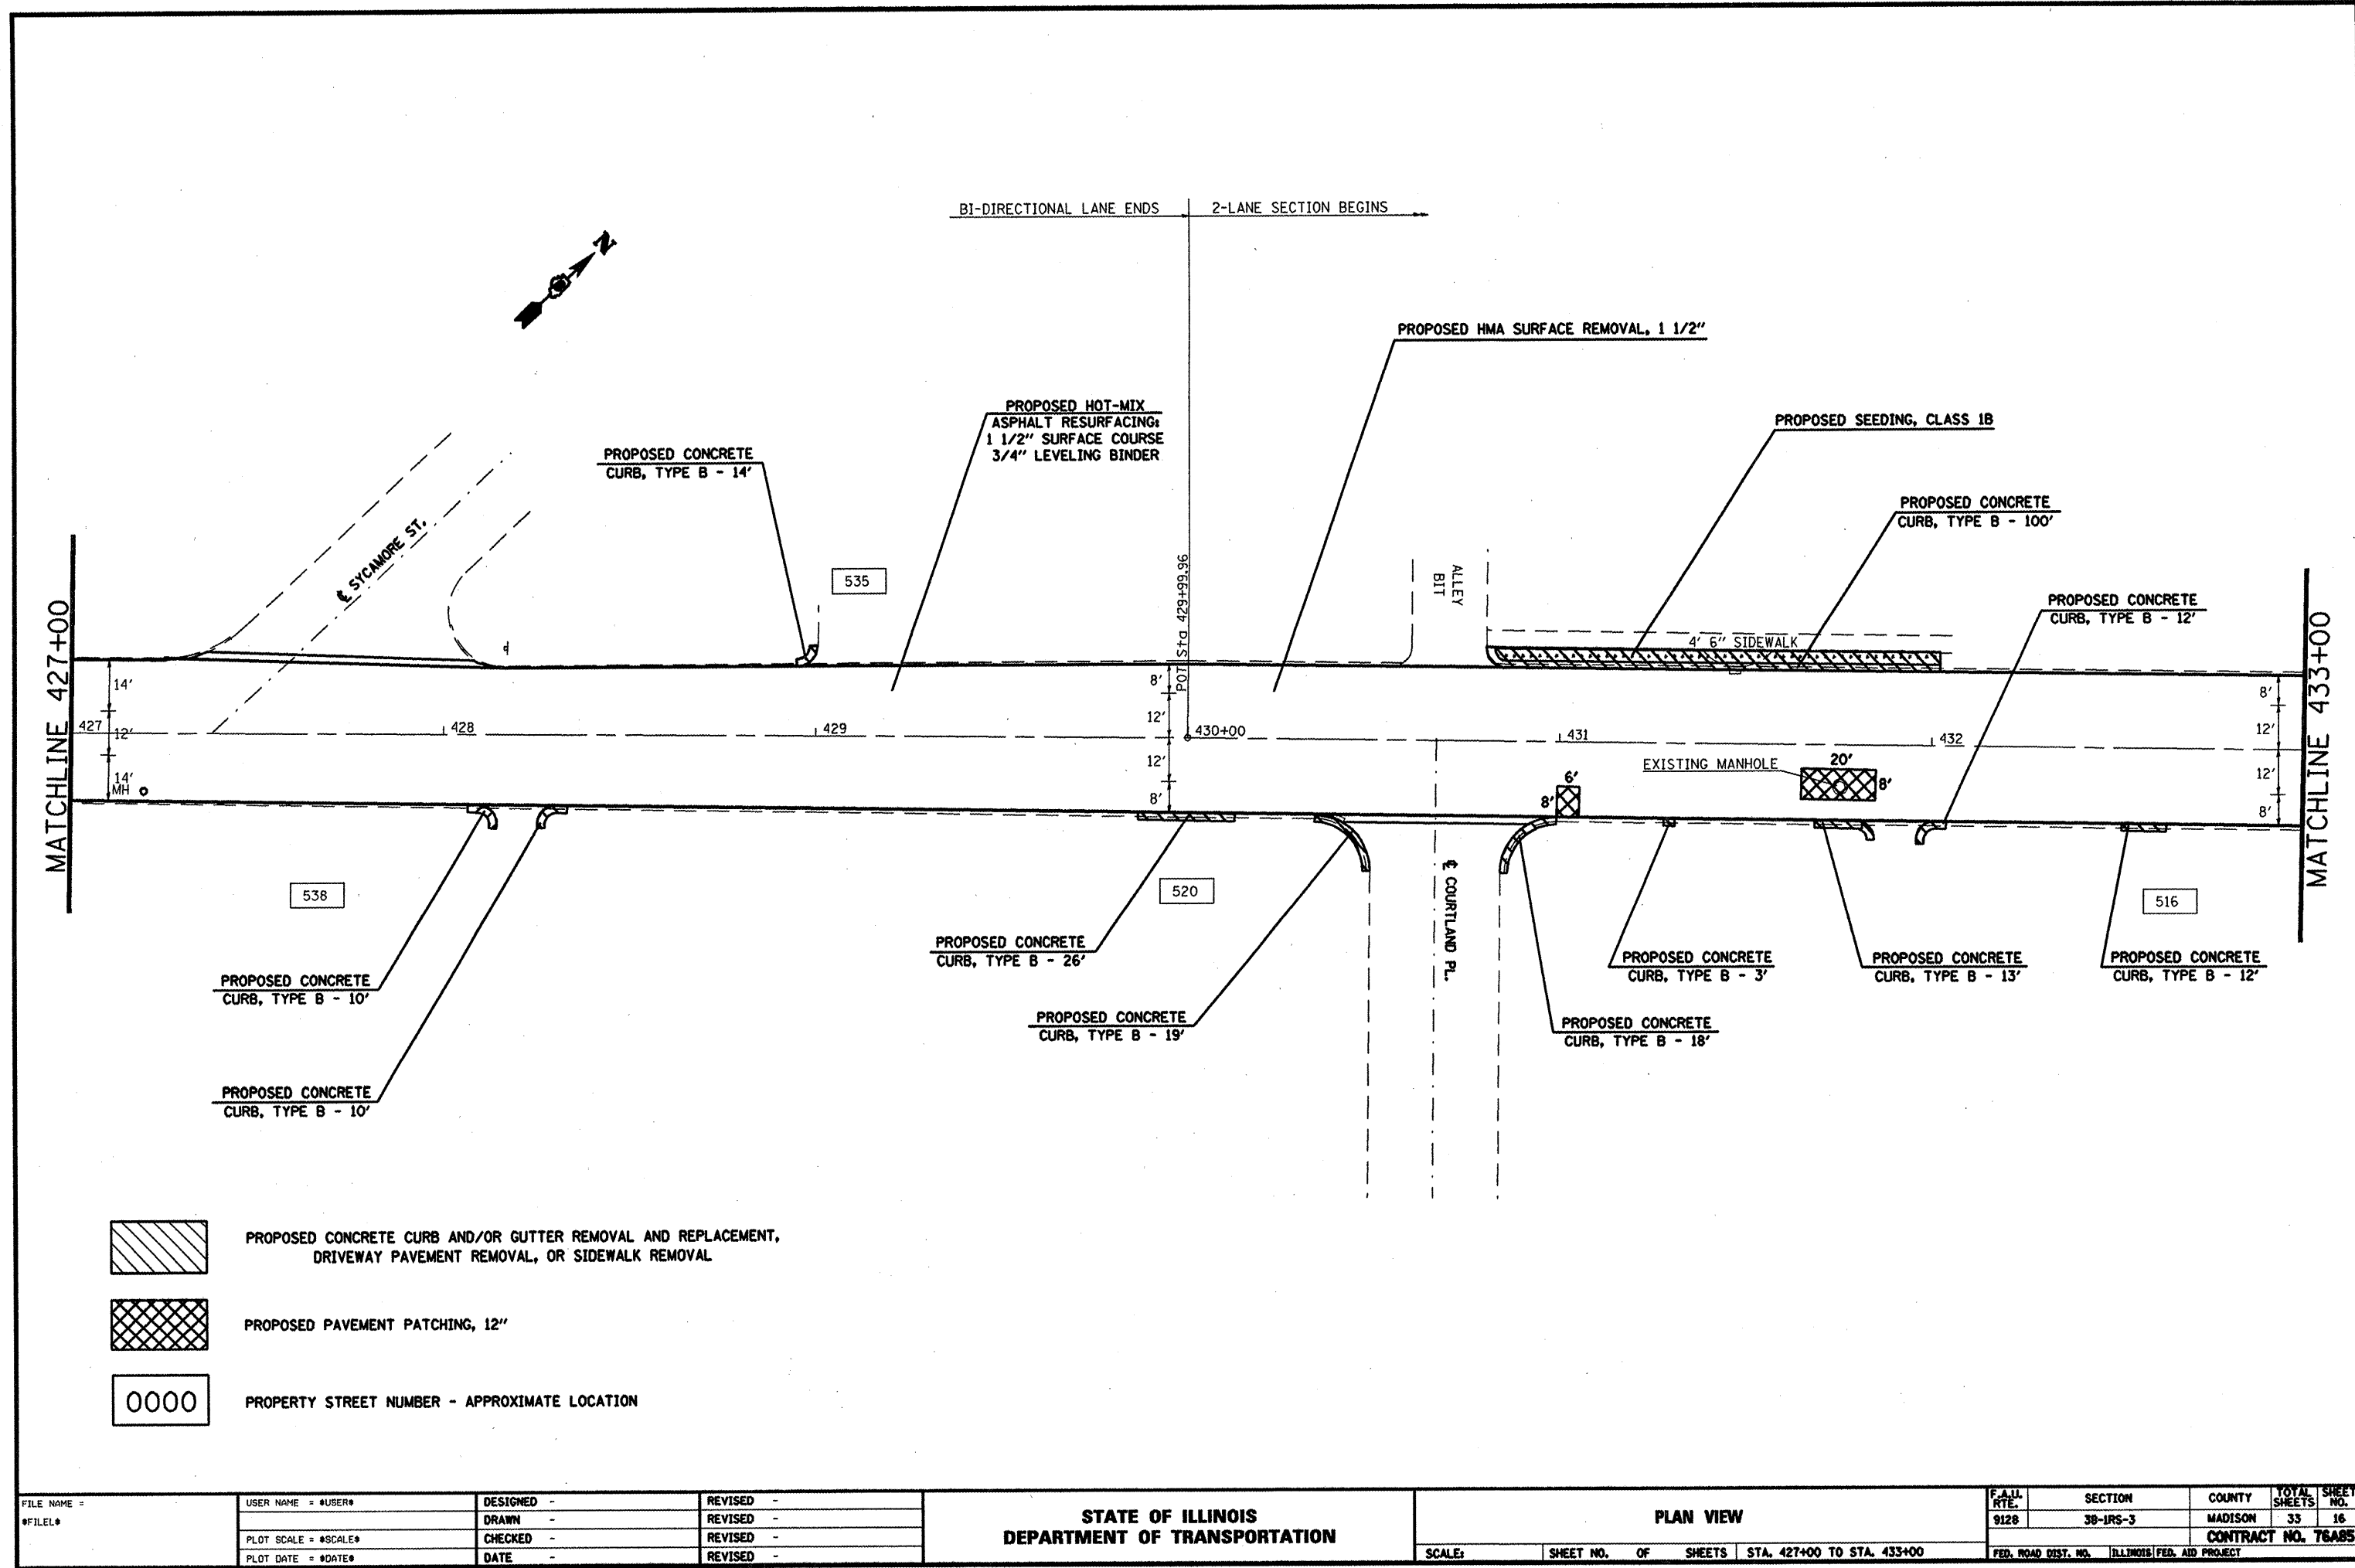 BI-DIRECTIONAL LANE ENDS
2-LANE SECTION BEGINS
N
PROPOSED HMA SURFACE REMOVAL, 1 1/2"
PROPOSED HOT-MIX
ASPHALT RESURFACING:
1 1/2" SURFACE COURSE
3/4" LEVELING BINDER
PROPOSED SEEDING, CLASS 1B
PROPOSED CONCRETE
CURB, TYPE B - 14'
PROPOSED CONCRETE
CURB, TYPE B - 100'
℄ SYCAMORE ST.
535
POT Sta 429+99.96
ALLEY
BIT
PROPOSED CONCRETE
CURB, TYPE B - 12'
4' 6" SIDEWALK
MATCHLINE 427+00
MATCHLINE 433+00
14'
12'
14'
MH
427
428
429
430+00
431
432
8'
12'
12'
8'
8'
12'
12'
8'
EXISTING MANHOLE
20'
8'
6'
8'
538
520
516
℄ COURTLAND PL.
PROPOSED CONCRETE
CURB, TYPE B - 26'
PROPOSED CONCRETE
CURB, TYPE B - 3'
PROPOSED CONCRETE
CURB, TYPE B - 13'
PROPOSED CONCRETE
CURB, TYPE B - 12'
PROPOSED CONCRETE
CURB, TYPE B - 10'
PROPOSED CONCRETE
CURB, TYPE B - 19'
PROPOSED CONCRETE
CURB, TYPE B - 18'
PROPOSED CONCRETE
CURB, TYPE B - 10'
PROPOSED CONCRETE CURB AND/OR GUTTER REMOVAL AND REPLACEMENT,
DRIVEWAY PAVEMENT REMOVAL, OR SIDEWALK REMOVAL
PROPOSED PAVEMENT PATCHING, 12"
0000
PROPERTY STREET NUMBER - APPROXIMATE LOCATION
FILE NAME =
$FILEL$
USER NAME = $USER$
PLOT SCALE = $SCALE$
PLOT DATE = $DATE$
DESIGNED -
DRAWN -
CHECKED -
DATE -
REVISED -
REVISED -
REVISED -
REVISED -
STATE OF ILLINOIS
DEPARTMENT OF TRANSPORTATION
PLAN VIEW
SCALE: SHEET NO. OF SHEETS STA. 427+00 TO STA. 433+00
F.A.U. RTE. SECTION COUNTY TOTAL SHEETS SHEET NO.
9128 38-1RS-3 MADISON 33 16
CONTRACT NO. 76A85
FED. ROAD DIST. NO. ILLINOIS FED. AID PROJECT